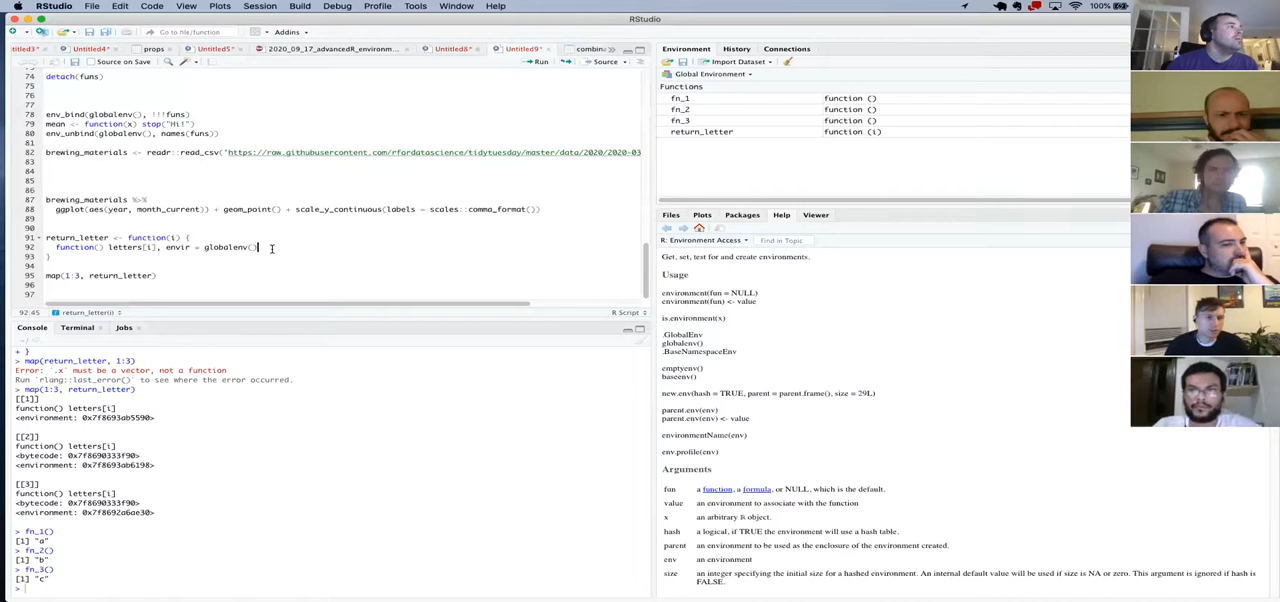 RStudio File Edit Code View Plots Session Build Debug Profile Tools Window Help 100%
RStudio
Go to file/function Addins
titled3* Untitled4* props Untitled5* 2020_09_17_advancedR_environm... Untitled8* Untitled9* combina
Source on Save Run Source
74 detach(funs)
75
76
77
78 env_bind(globalenv(), !!!funs)
79 mean <- function(x) stop("Hi!")
80 env_unbind(globalenv(), names(funs))
81
82 brewing_materials <- readr::read_csv('https://raw.githubusercontent.com/rfordatascience/tidytuesday/master/data/2020/2020-03
83
84
85
86
87 brewing_materials %>%
88 ggplot(aes(year, month_current)) + geom_point() + scale_y_continuous(labels = scales::comma_format())
89
90
91 return_letter <- function(i) {
92 function() letters[i], envir = globalenv()
93 }
94
95 map(1:3, return_letter)
96
97
92:45 return_letter(i) R Script
Console Terminal Jobs
~/
+ }
> map(return_letter, 1:3)
Error: `.x` must be a vector, not a function
Run `rlang::last_error()` to see where the error occurred.
> map(1:3, return_letter)
[[1]]
function() letters[i]
<environment: 0x7f8693ab5590>
[[2]]
function() letters[i]
<bytecode: 0x7f8690333f90>
<environment: 0x7f8693ab6198>
[[3]]
function() letters[i]
<bytecode: 0x7f8690333f90>
<environment: 0x7f8692a6ae30>
> fn_1()
[1] "a"
> fn_2()
[1] "b"
> fn_3()
[1] "c"
>
Environment History Connections
Import Dataset
Global Environment
Functions
fn_1 function ()
fn_2 function ()
fn_3 function ()
return_letter function (i)
Files Plots Packages Help Viewer
R: Environment Access Find in Topic
Get, set, test for and create environments.
Usage
environment(fun = NULL)
environment(fun) <- value
is.environment(x)
.GlobalEnv
globalenv()
.BaseNamespaceEnv
emptyenv()
baseenv()
new.env(hash = TRUE, parent = parent.frame(), size = 29L)
parent.env(env)
parent.env(env) <- value
environmentName(env)
env.profile(env)
Arguments
fun a function, a formula, or NULL, which is the default.
value an environment to associate with the function
x an arbitrary R object.
hash a logical, if TRUE the environment will use a hash table.
parent an environment to be used as the enclosure of the environment created.
env an environment
size an integer specifying the initial size for a hashed environment. An internal default value will be used if size is NA or zero. This argument is ignored if hash is
FALSE.